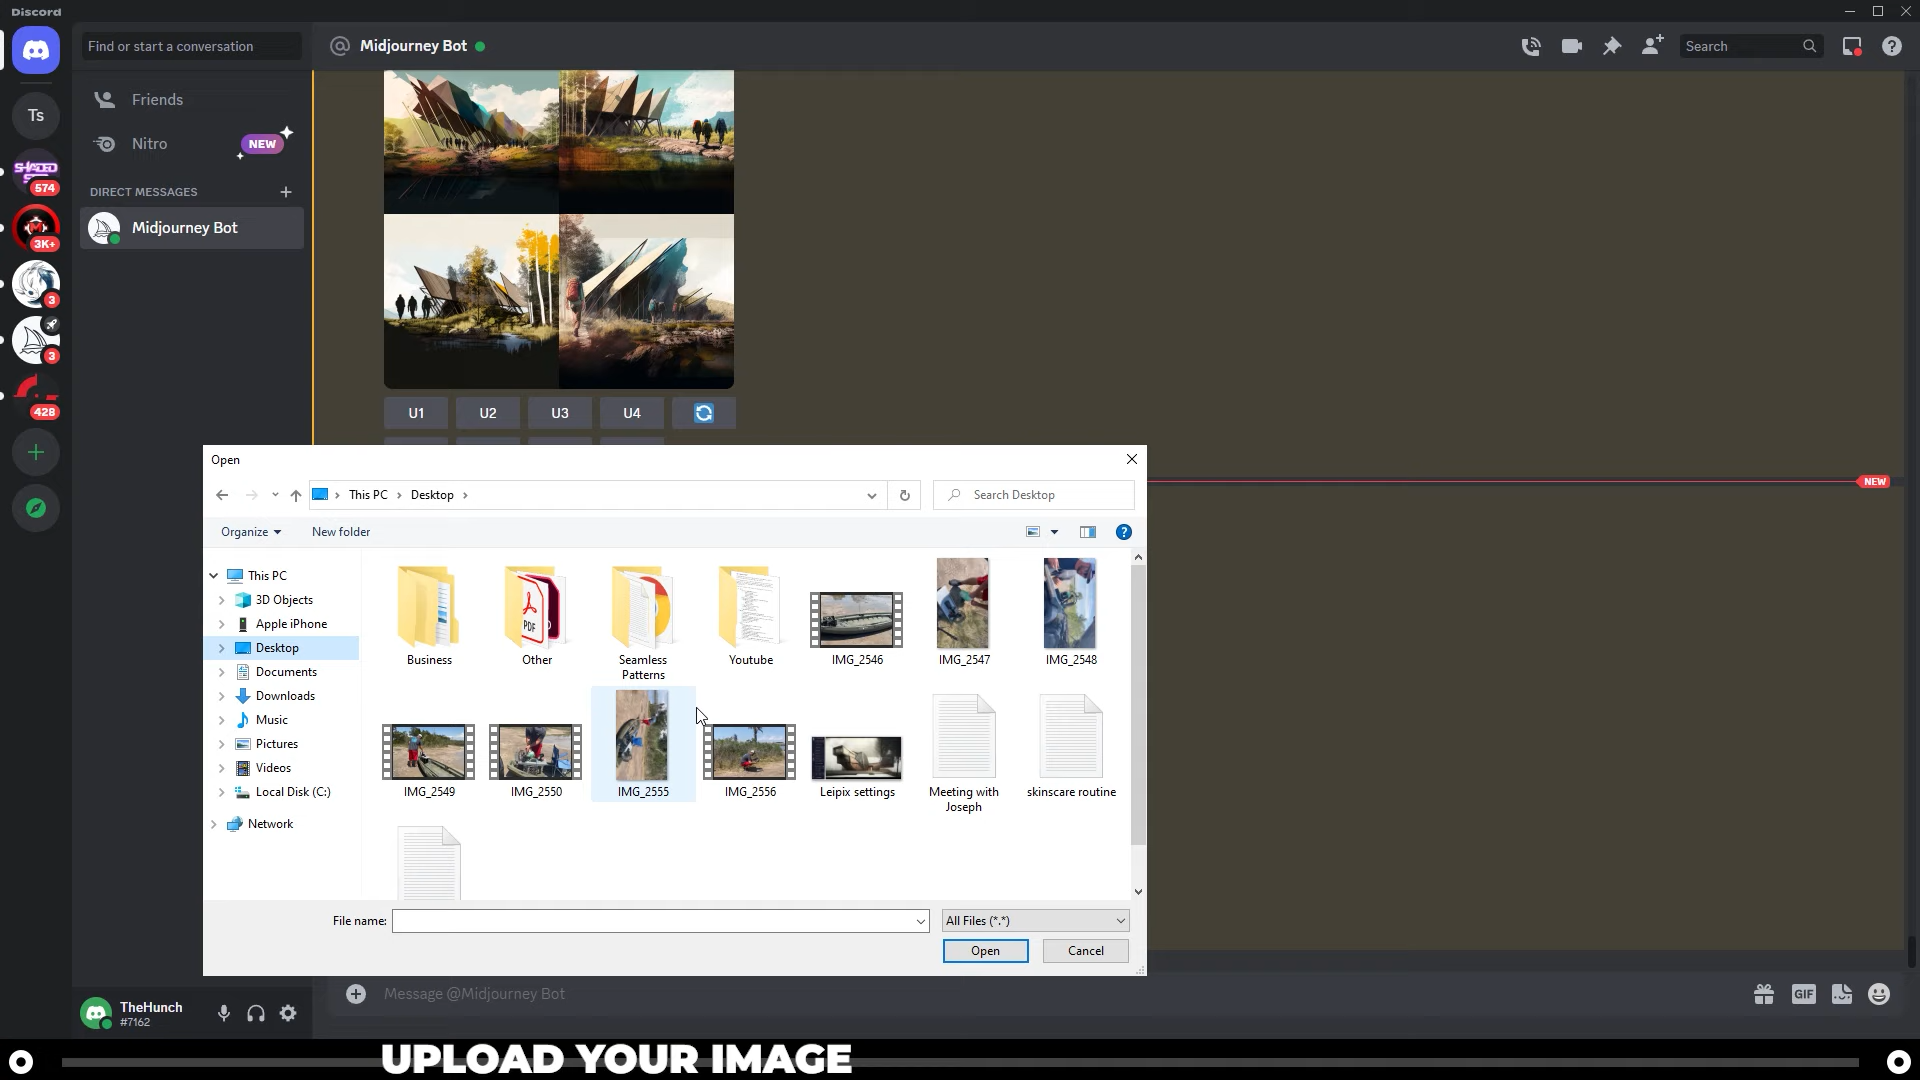 Discord
Find or start a conversation
Midjourney Bot
Search
Friends
Nitro
NEW
DIRECT MESSAGES
Midjourney Bot
Ts
SHADED
574
3K+
3
3
428
U1
U2
U3
U4
NEW
Open
This PC
Desktop
Search Desktop
Organize
New folder
This PC
3D Objects
Apple iPhone
Desktop
Documents
Downloads
Music
Pictures
Videos
Local Disk (C:)
Network
Business
Other
Seamless
Patterns
Youtube
IMG_2546
IMG_2547
IMG_2548
PDF
IMG_2549
IMG_2550
IMG_2555
IMG_2556
Leipix settings
Meeting with
Joseph
skinscare routine
File name:
All Files (*.*)
Open
Cancel
Message @Midjourney Bot
GIF
TheHunch
#7162
UPLOAD YOUR IMAGE